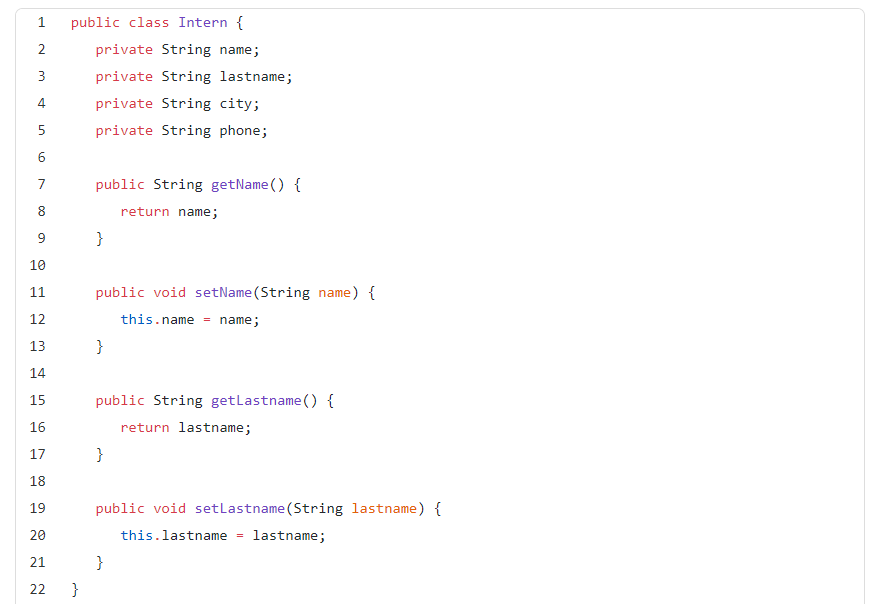 1 public class Intern {
2 private String name;
3 private String lastname;
4 private String city;
5 private String phone;
6
7 public String getName() {
8 return name;
9 }
10
11 public void setName(String name) {
12 this.name = name;
13 }
14
15 public String getLastname() {
16 return lastname;
17 }
18
19 public void setLastname(String lastname) {
20 this.lastname = lastname;
21 }
22 }